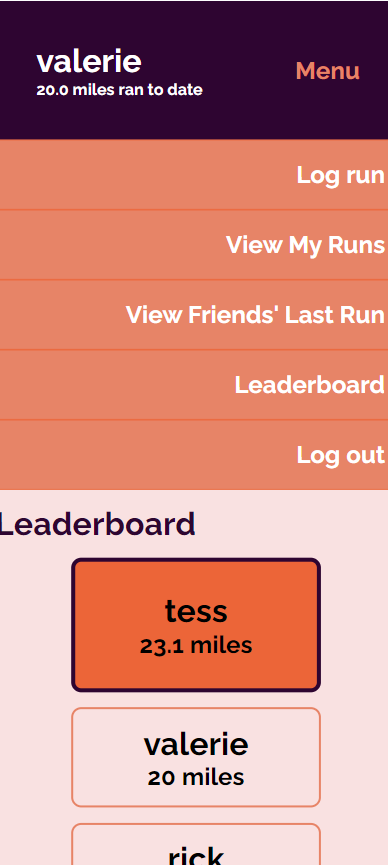 valerie
20.0 miles ran to date
Menu
Log run
View My Runs
View Friends' Last Run
Leaderboard
Log out
Leaderboard
tess
23.1 miles
valerie
20 miles
rick